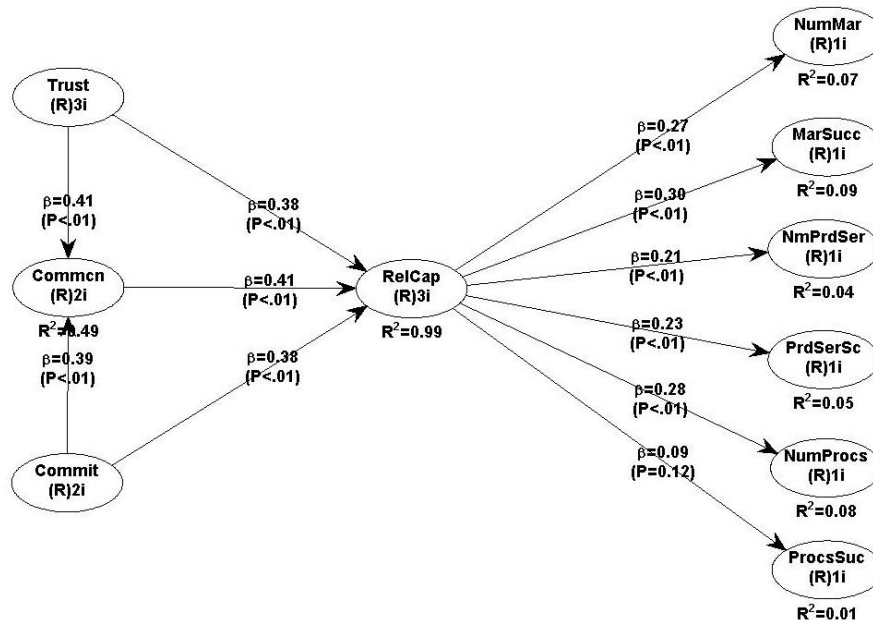 NumMar
(R)1i
R²=0.07
Trust
(R)3i
β=0.27
(P<.01)
MarSucc
(R)1i
R²=0.09
β=0.41
(P<.01)
β=0.38
(P<.01)
β=0.30
(P<.01)
NmPrdSer
(R)1i
R²=0.04
Commcn
(R)2i
R²=0.49
β=0.41
(P<.01)
RelCap
(R)3i
R²=0.99
β=0.21
(P<.01)
β=0.23
(P<.01)
PrdSerSc
(R)1i
R²=0.05
β=0.39
(P<.01)
β=0.38
(P<.01)
β=0.28
(P<.01)
NumProcs
(R)1i
R²=0.08
Commit
(R)2i
β=0.09
(P=0.12)
ProcsSuc
(R)1i
R²=0.01